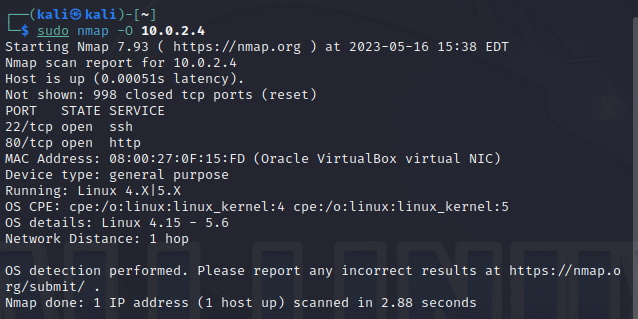 ┌──(kali㉿kali)-[~]
└─$ sudo nmap -O 10.0.2.4
Starting Nmap 7.93 ( https://nmap.org ) at 2023-05-16 15:38 EDT
Nmap scan report for 10.0.2.4
Host is up (0.00051s latency).
Not shown: 998 closed tcp ports (reset)
PORT   STATE SERVICE
22/tcp open  ssh
80/tcp open  http
MAC Address: 08:00:27:0F:15:FD (Oracle VirtualBox virtual NIC)
Device type: general purpose
Running: Linux 4.X|5.X
OS CPE: cpe:/o:linux:linux_kernel:4 cpe:/o:linux:linux_kernel:5
OS details: Linux 4.15 - 5.6
Network Distance: 1 hop

OS detection performed. Please report any incorrect results at https://nmap.o
rg/submit/ .
Nmap done: 1 IP address (1 host up) scanned in 2.88 seconds